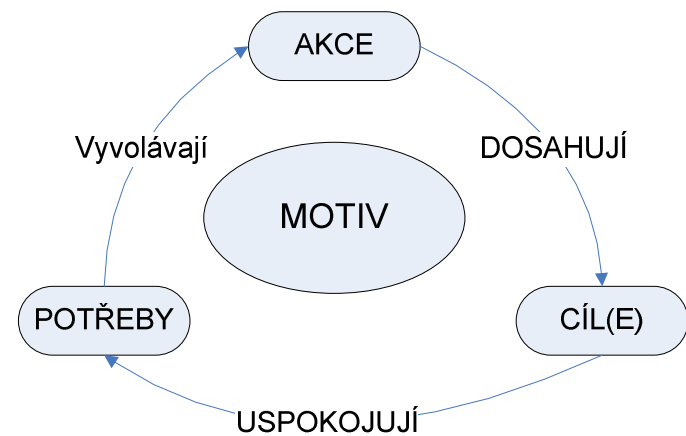 AKCE
Vyvolávají
DOSAHUJÍ
MOTIV
POTŘEBY
CÍL(E)
USPOKOJUJÍ